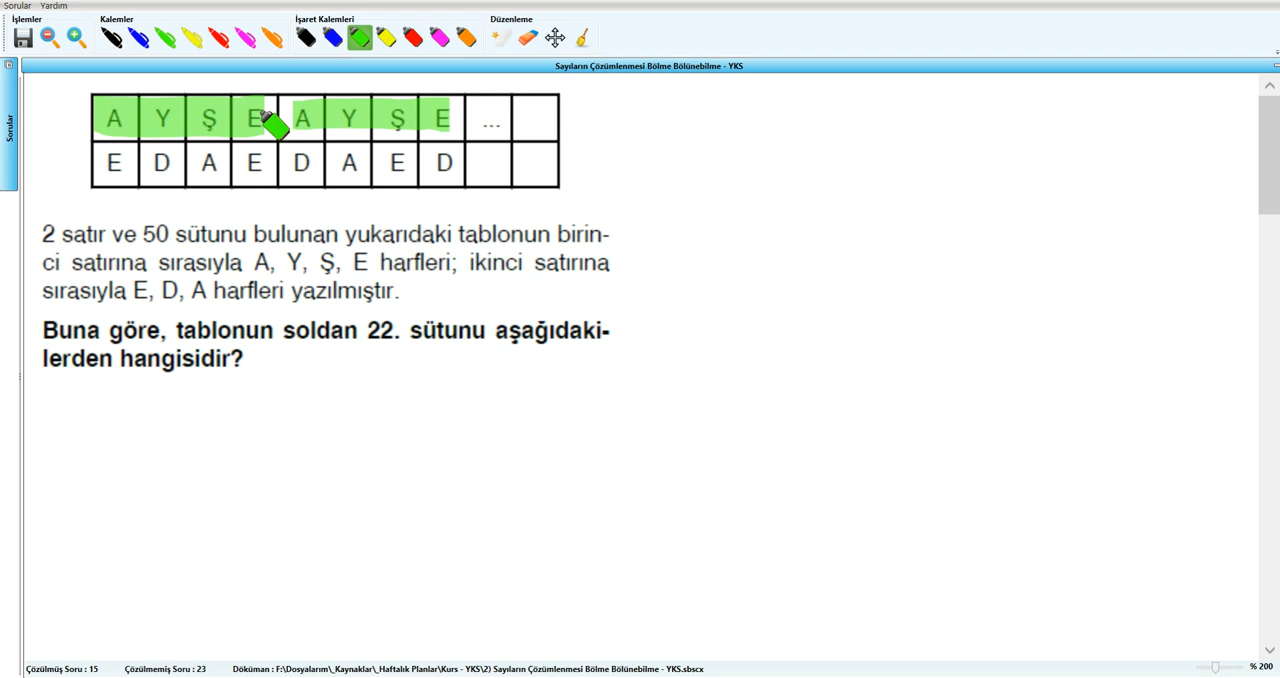 Sorular Yardım
İşlemler Kalemler İşaret Kalemleri Düzenleme
Sayıların Çözümlenmesi Bölme Bölünebilme - YKS
Sorular
A Y Ş E A Y Ş E ...
E D A E D A E D
2 satır ve 50 sütunu bulunan yukarıdaki tablonun birin-
ci satırına sırasıyla A, Y, Ş, E harfleri; ikinci satırına
sırasıyla E, D, A harfleri yazılmıştır.
Buna göre, tablonun soldan 22. sütunu aşağıdaki-
lerden hangisidir?
Çözülmüş Soru : 15 Çözülmemiş Soru : 23 Döküman : F:\Dosyalarım\_Kaynaklar\_Haftalık Planlar\Kurs - YKS\2) Sayıların Çözümlenmesi Bölme Bölünebilme - YKS.sbscx % 200